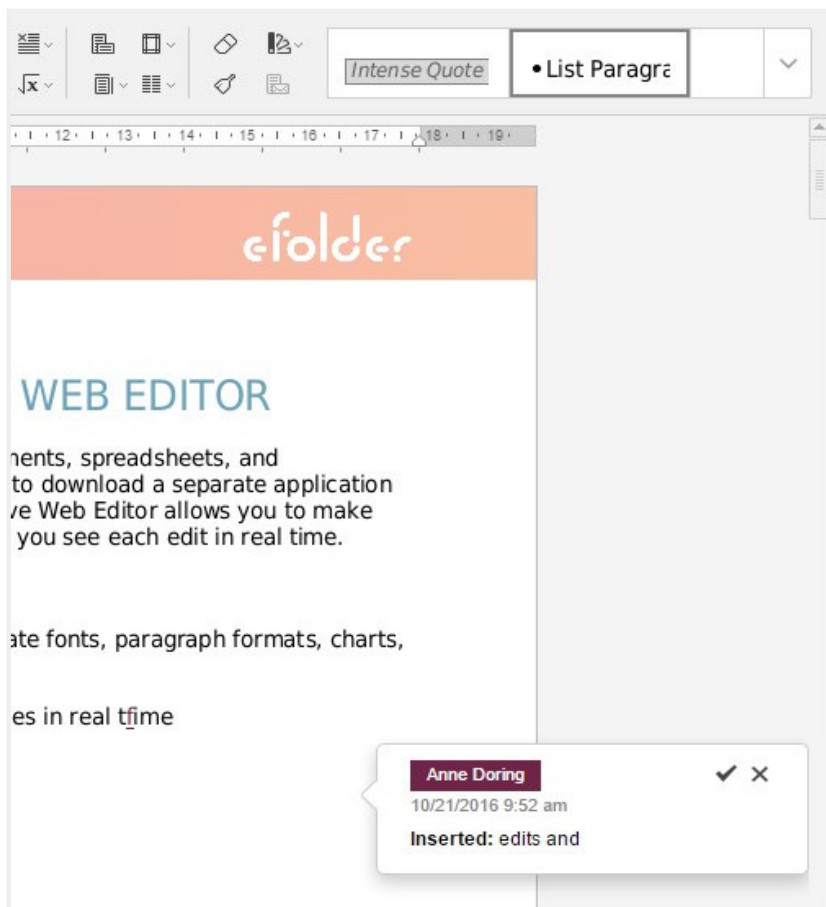 Intense Quote
• List Paragra
12 13 14 15 16 17 18 19
efolder
WEB EDITOR
nents, spreadsheets, and
to download a separate application
ve Web Editor allows you to make
you see each edit in real time.
ate fonts, paragraph formats, charts,
es in real tfime
Anne Doring
10/21/2016 9:52 am
Inserted: edits and